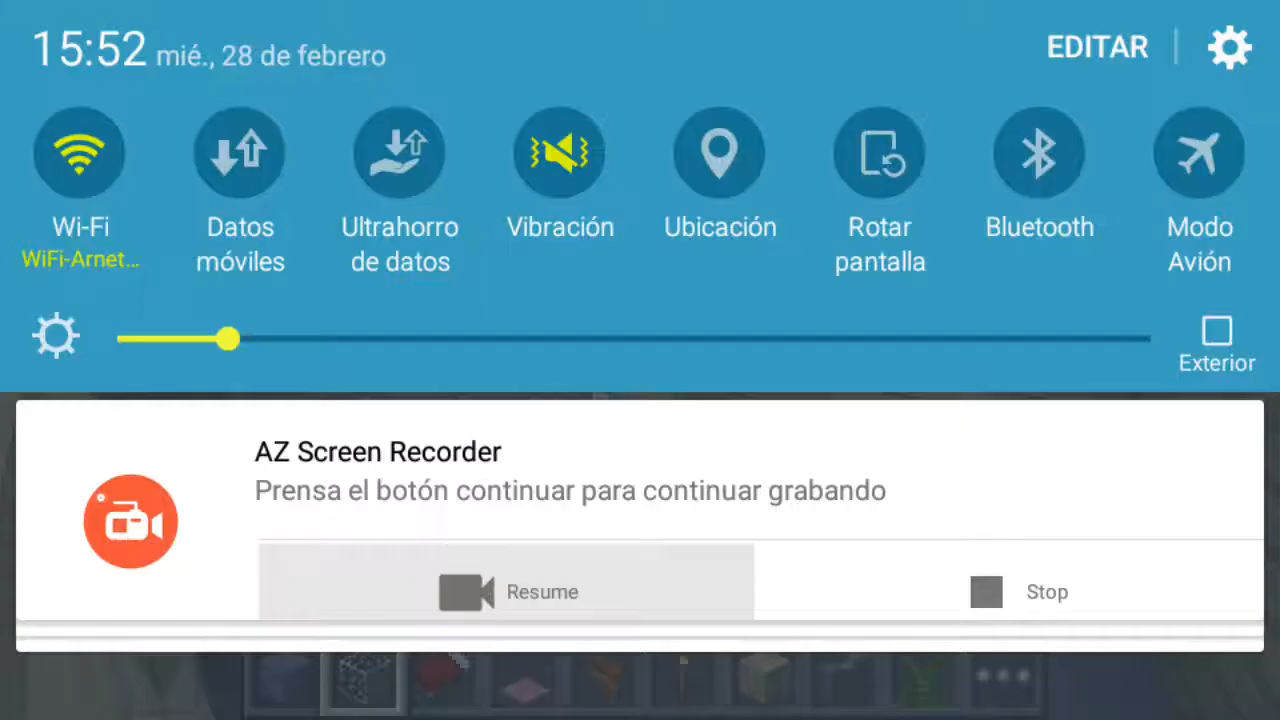 15:52 mié., 28 de febrero
EDITAR
Wi-Fi
WiFi-Arnet...
Datos
móviles
Ultrahorro
de datos
Vibración
Ubicación
Rotar
pantalla
Bluetooth
Modo
Avión
Exterior
AZ Screen Recorder
Prensa el botón continuar para continuar grabando
Resume
Stop